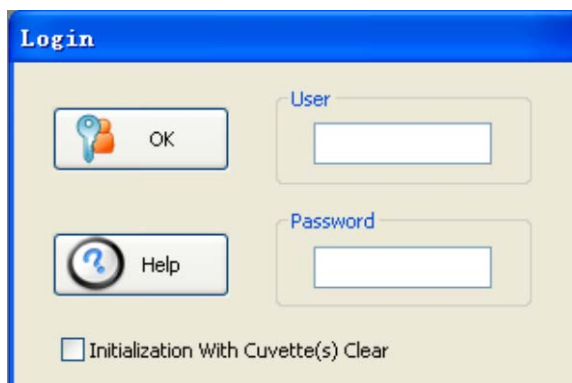 Login
OK
User
Help
Password
Initialization With Cuvette(s) Clear